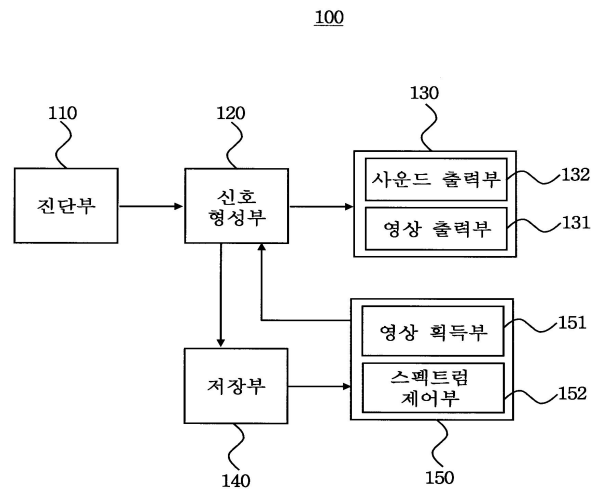 100
110
120
130
진단부
신호
형성부
사운드 출력부
132
영상 출력부
131
영상 획득부
151
저장부
스펙트럼
제어부
152
140
150